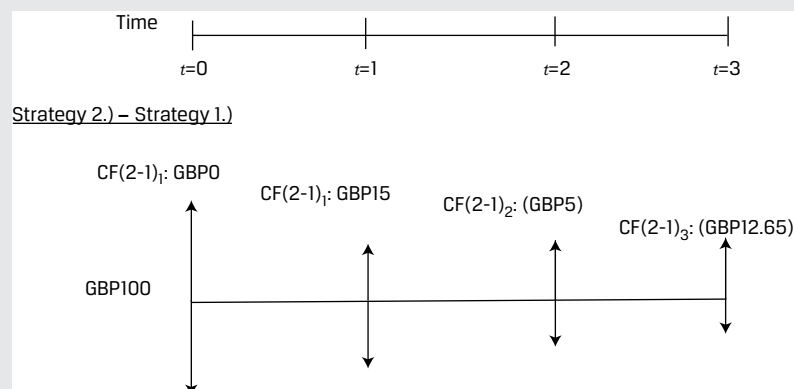 Time
t=0 t=1 t=2 t=3
Strategy 2.) – Strategy 1.)
CF(2-1)₁: GBP0
CF(2-1)₁: GBP15
CF(2-1)₂: (GBP5)
CF(2-1)₃: (GBP12.65)
GBP100